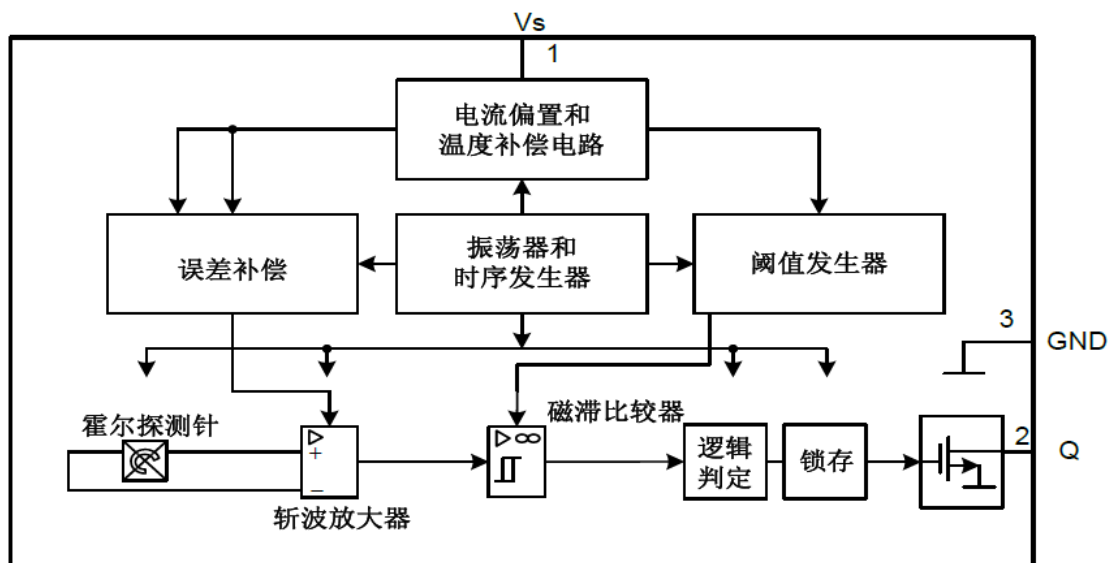 Vs
1
电流偏置和
温度补偿电路
误差补偿
振荡器和
时序发生器
阈值发生器
3
GND
霍尔探测针
磁滞比较器
+
−
∞
逻辑
判定
锁存
2
Q
斩波放大器